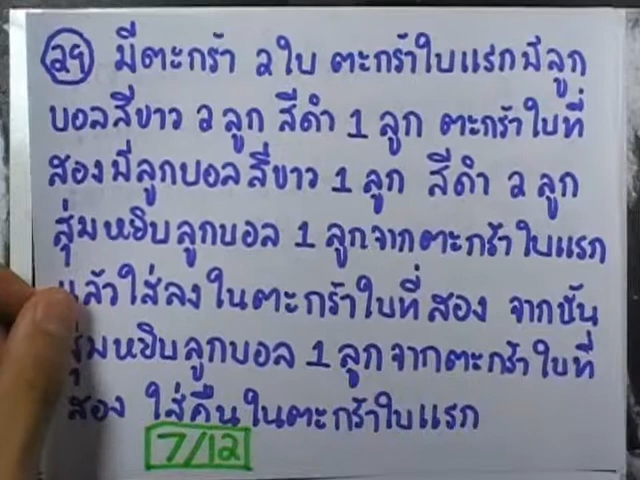 29 มีตะกร้า 2 ใบ ตะกร้าใบแรกมีลูก
บอลสีขาว 2 ลูก สีดำ 1 ลูก ตะกร้าใบที่
สองมีลูกบอลสีขาว 1 ลูก สีดำ 2 ลูก
สุ่มหยิบลูกบอล 1 ลูกจากตะกร้าใบแรก
แล้วใส่ลงในตะกร้าใบที่สอง จากนั้น
สุ่มหยิบลูกบอล 1 ลูกจากตะกร้าใบที่
สอง ใส่คืนในตะกร้าใบแรก
7/12